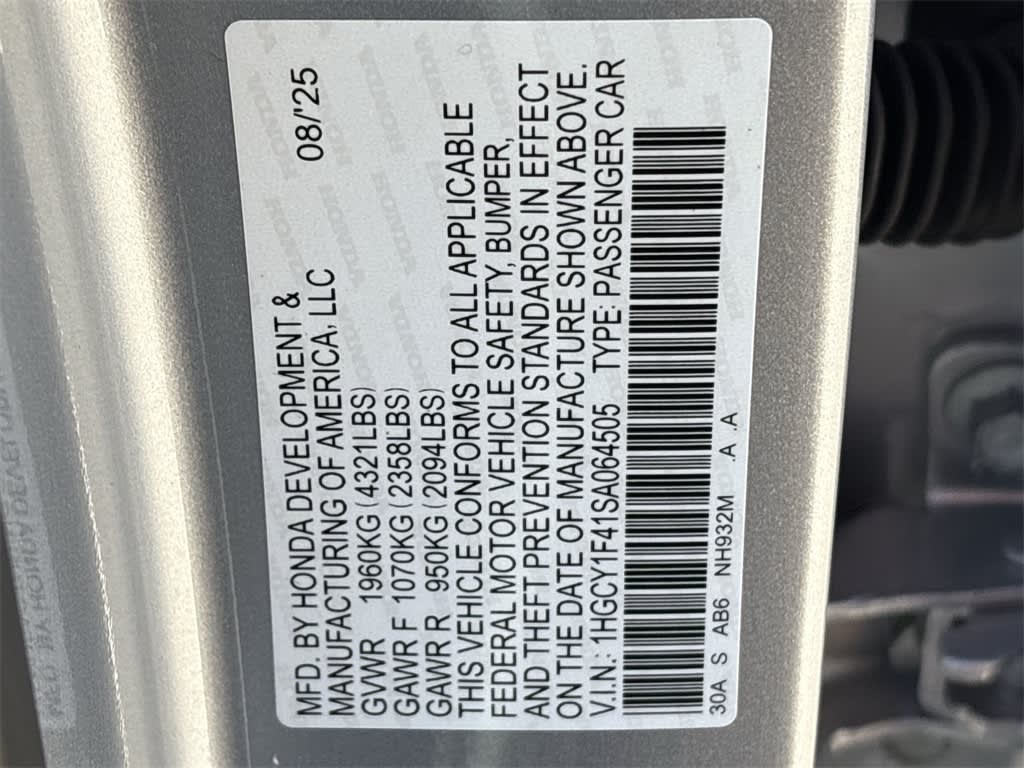 MFD. BY HONDA DEVELOPMENT &
MANUFACTURING OF AMERICA, LLC 08/'25
GVWR 1960KG (4321LBS)
GAWR F 1070KG (2358LBS)
GAWR R 950KG (2094LBS)
THIS VEHICLE CONFORMS TO ALL APPLICABLE
FEDERAL MOTOR VEHICLE SAFETY, BUMPER,
AND THEFT PREVENTION STANDARDS IN EFFECT
ON THE DATE OF MANUFACTURE SHOWN ABOVE.
V.I.N.: 1HGCY1F41SA064505 TYPE: PASSENGER CAR
30A S AB6 NH932M .A .A